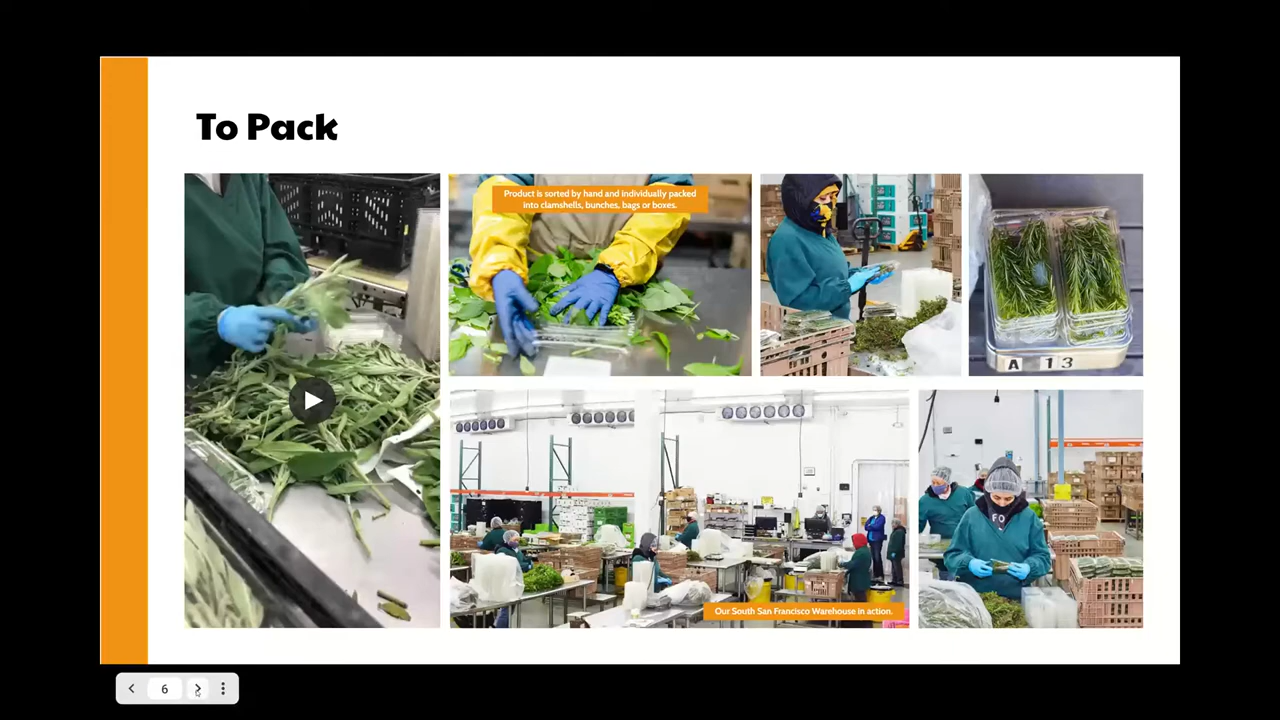 To Pack
Product is sorted by hand and individually packed
into clamshells, bunches, bags or boxes.
A 13
Our South San Francisco Warehouse in action.
FO
6